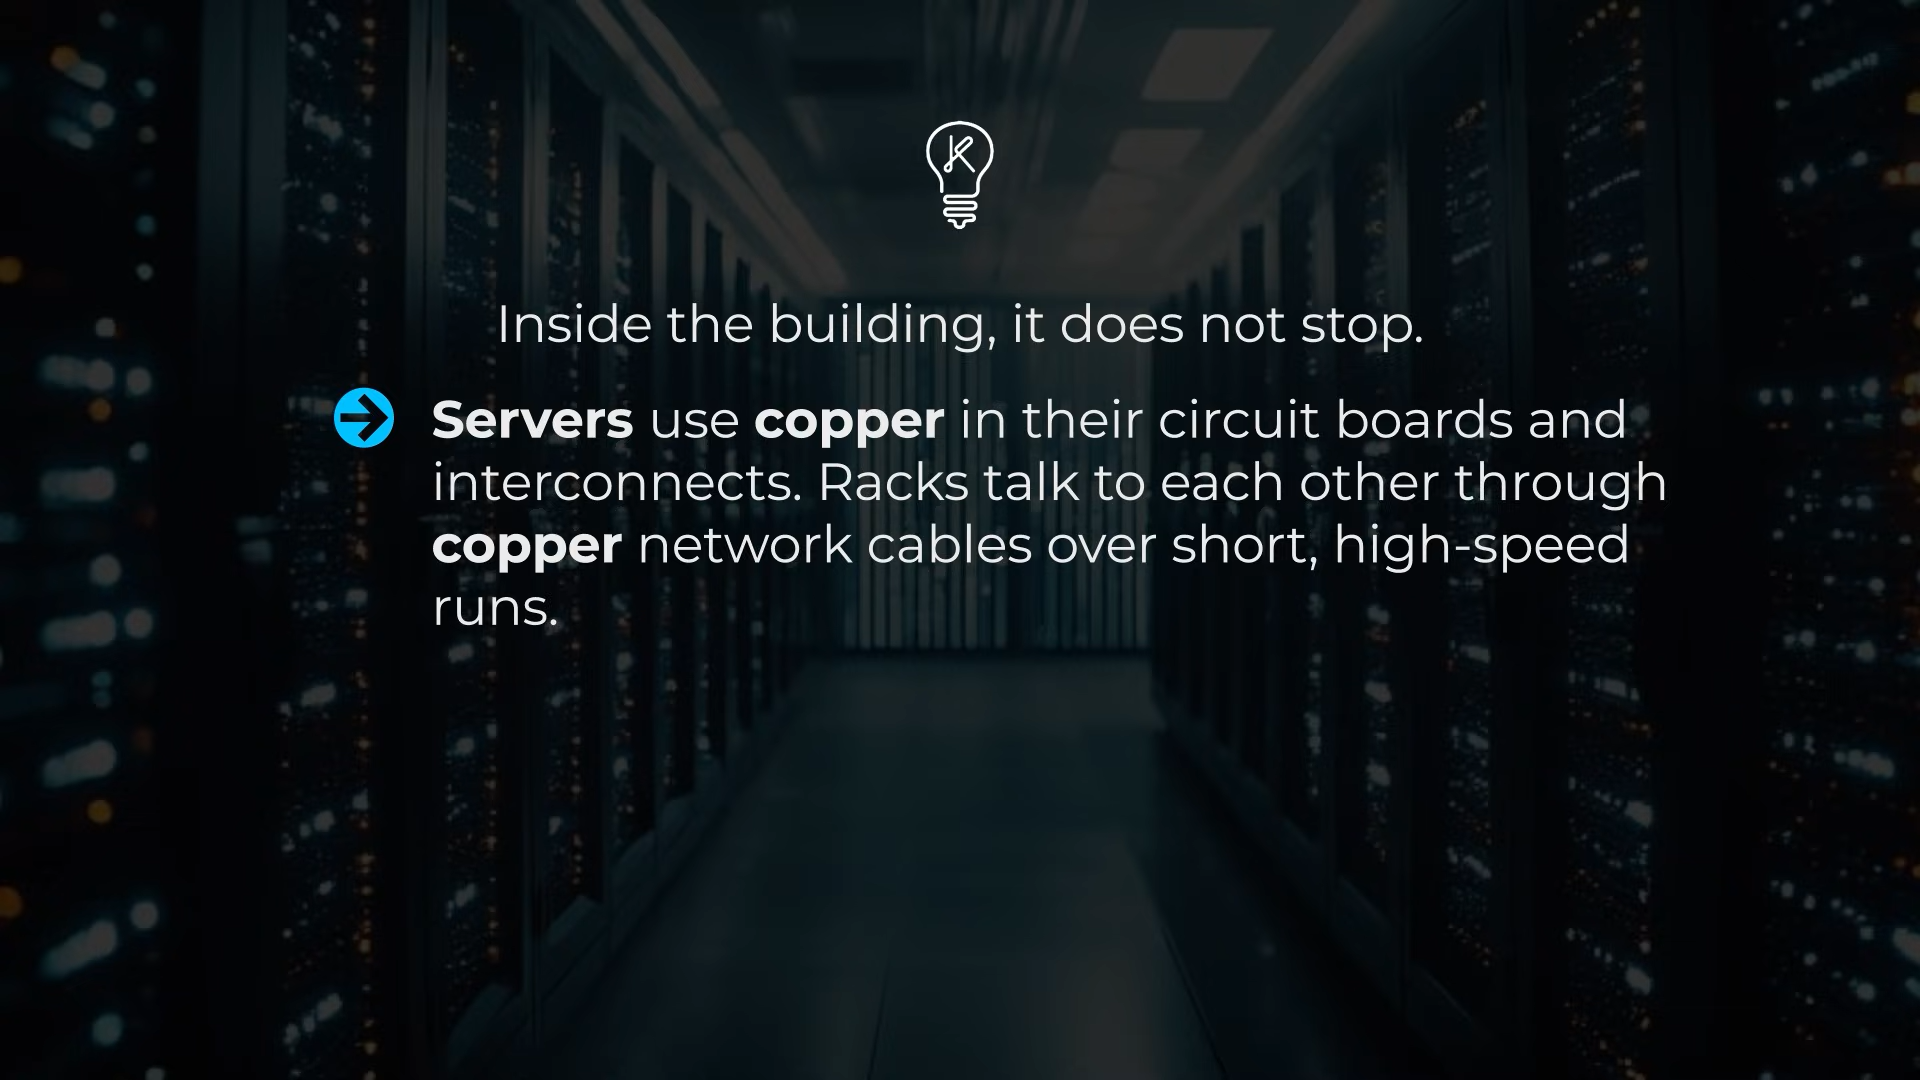 K
Inside the building, it does not stop.
Servers use copper in their circuit boards and
interconnects. Racks talk to each other through
copper network cables over short, high-speed
runs.